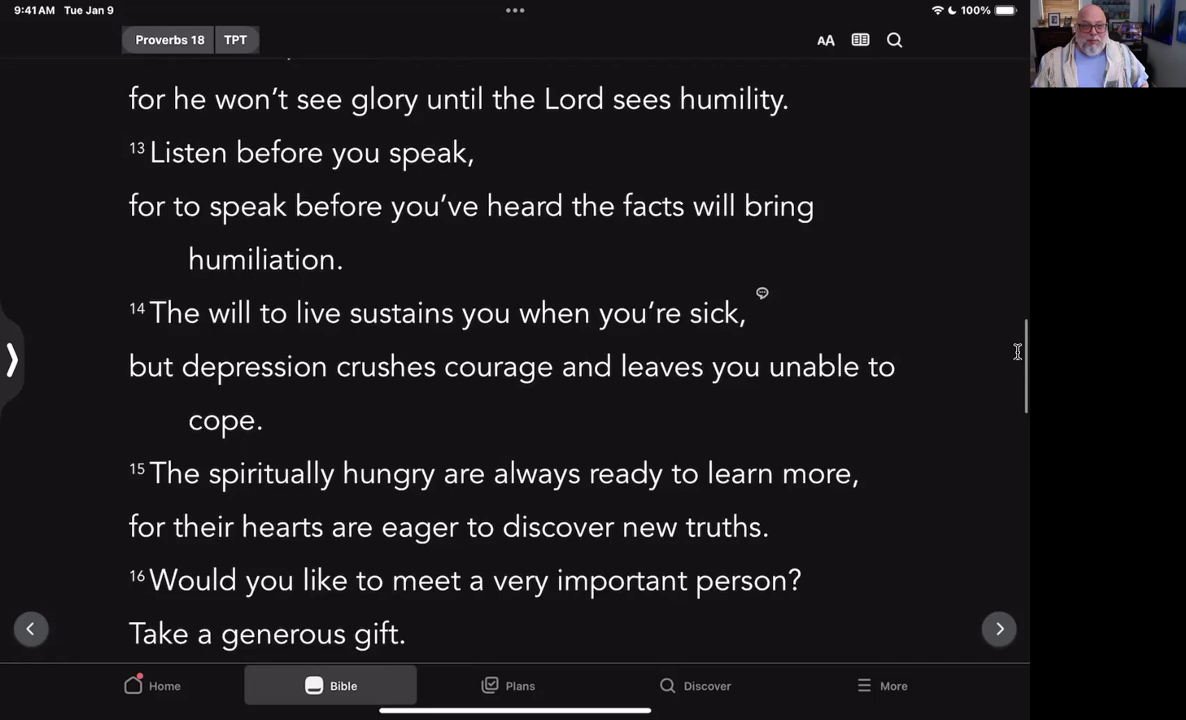 9:41 AM Tue Jan 9
100%
Proverbs 18 TPT
AA
for he won't see glory until the Lord sees humility.
13 Listen before you speak,
for to speak before you've heard the facts will bring
humiliation.
14 The will to live sustains you when you're sick,
but depression crushes courage and leaves you unable to
cope.
15 The spiritually hungry are always ready to learn more,
for their hearts are eager to discover new truths.
16 Would you like to meet a very important person?
Take a generous gift.
Home Bible Plans Discover More